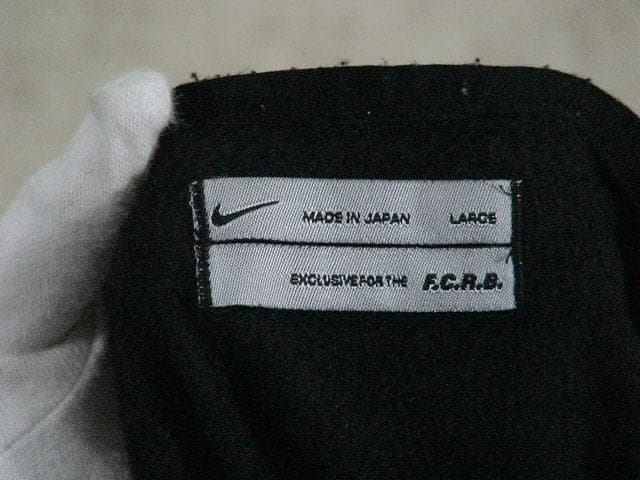 MADE IN JAPAN LARGE
EXCLUSIVE FOR THE F.C.R.B.